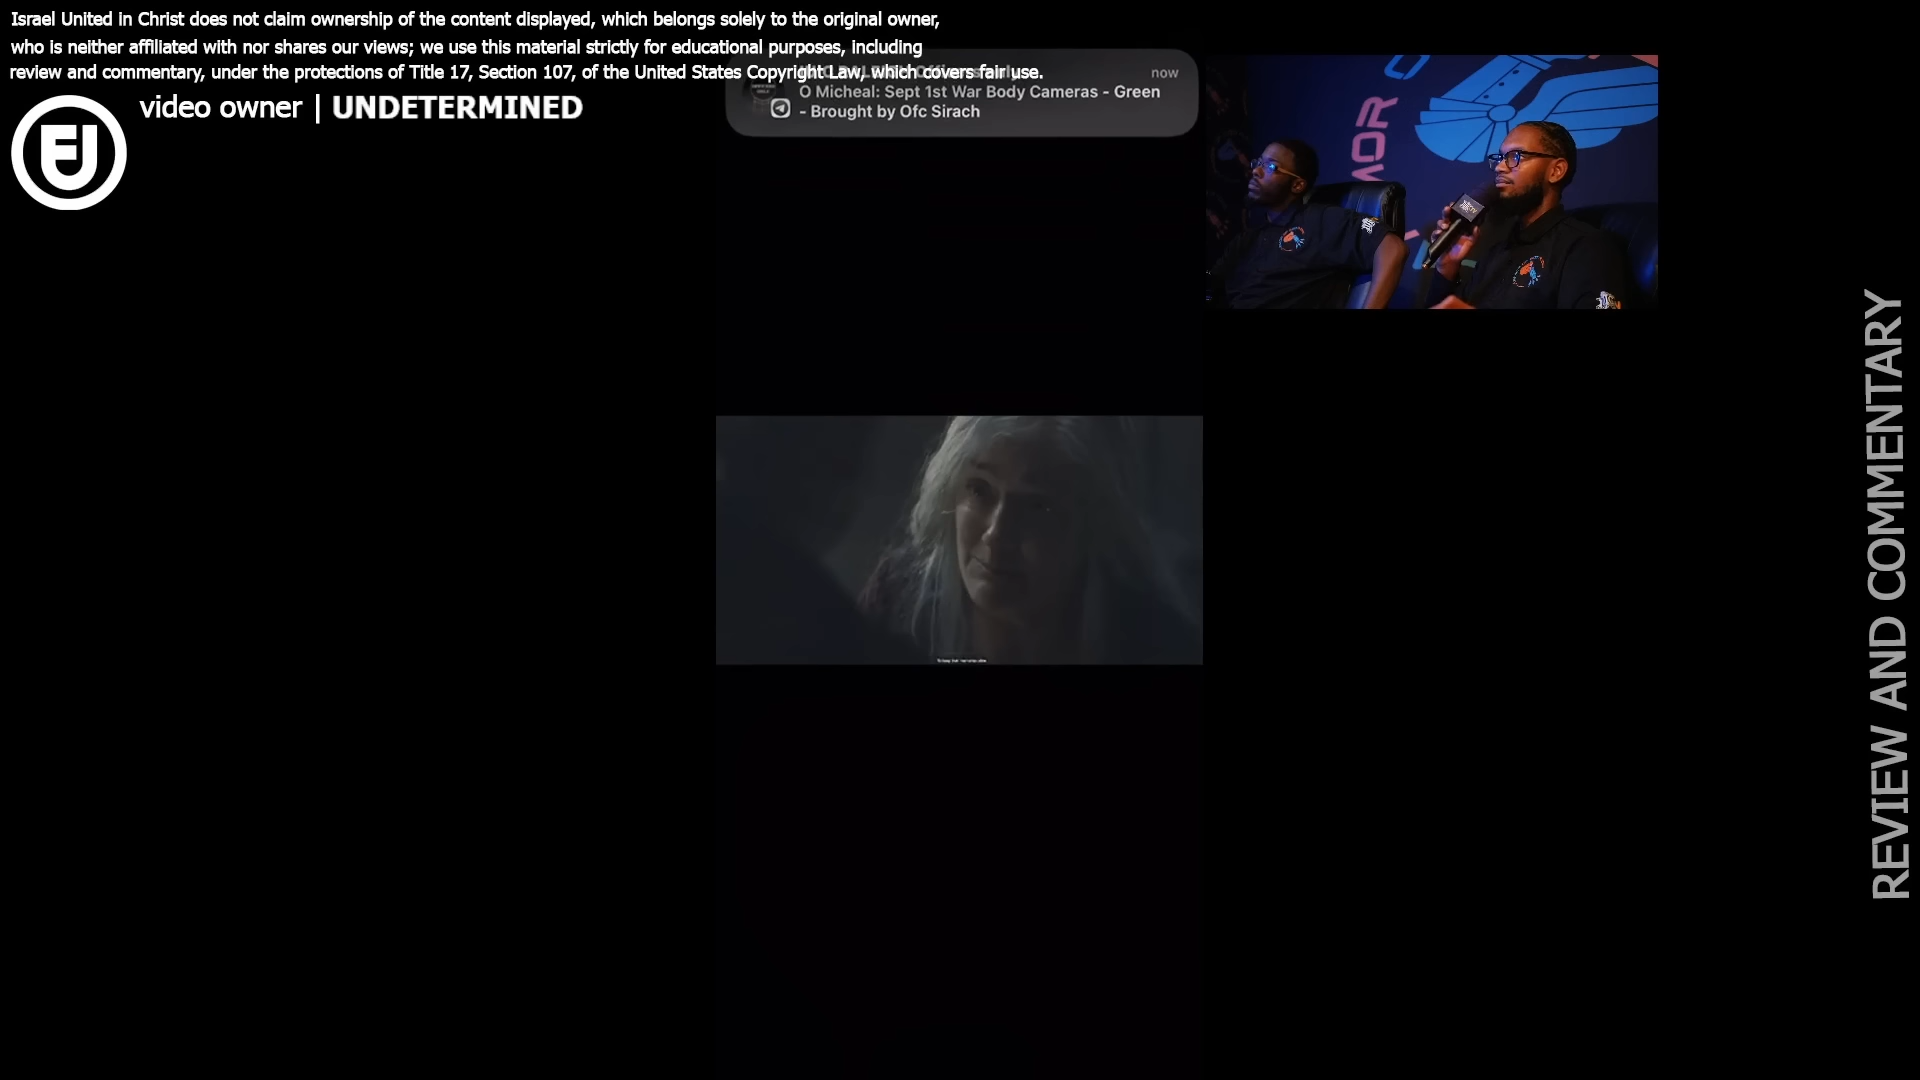 Israel United in Christ does not claim ownership of the content displayed, which belongs solely to the original owner,
who is neither affiliated with nor shares our views; we use this material strictly for educational purposes, including
review and commentary, under the protections of Title 17, Section 107, of the United States Copyright Law, which covers fair use.
now
O Micheal: Sept 1st War Body Cameras - Green
- Brought by Ofc Sirach
video owner | UNDETERMINED
REVIEW AND COMMENTARY